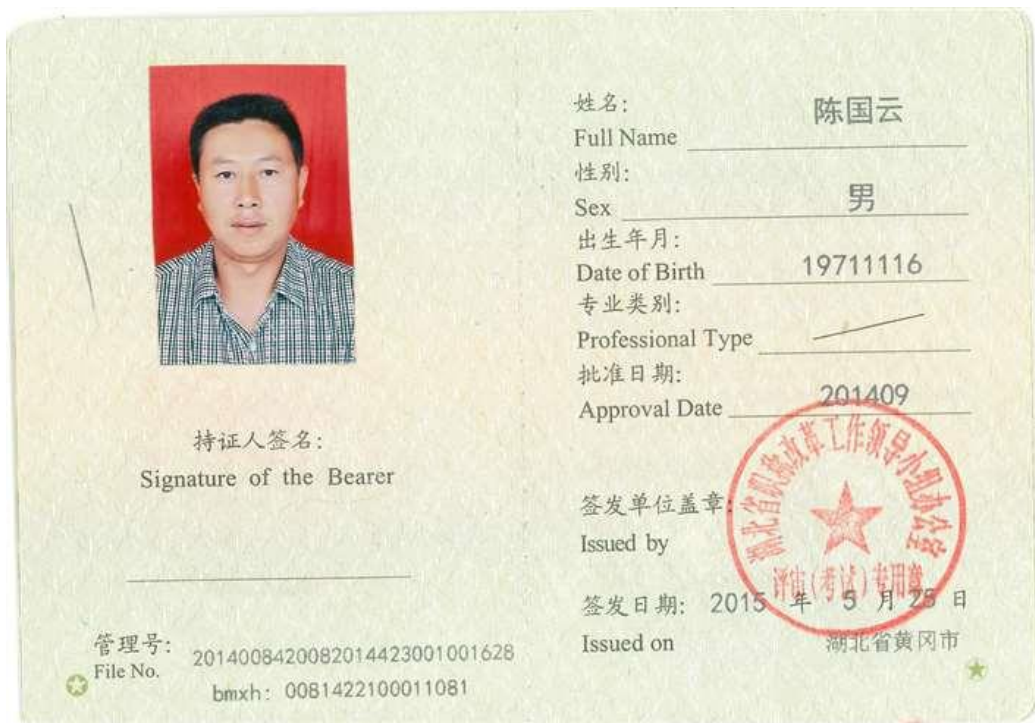 姓名: 陈国云
Full Name
性别: 男
Sex
出生年月:
Date of Birth 19711116
专业类别:
Professional Type
批准日期:
Approval Date 201409
持证人签名:
Signature of the Bearer
签发单位盖章:
Issued by
湖北省职称改革工作领导小组办公室
评审(考试)专用章
签发日期: 2015 年 5 月 25 日
Issued on 湖北省黄冈市
管理号:
File No. 2014008420082014423001001628
bmxh: 0081422100011081